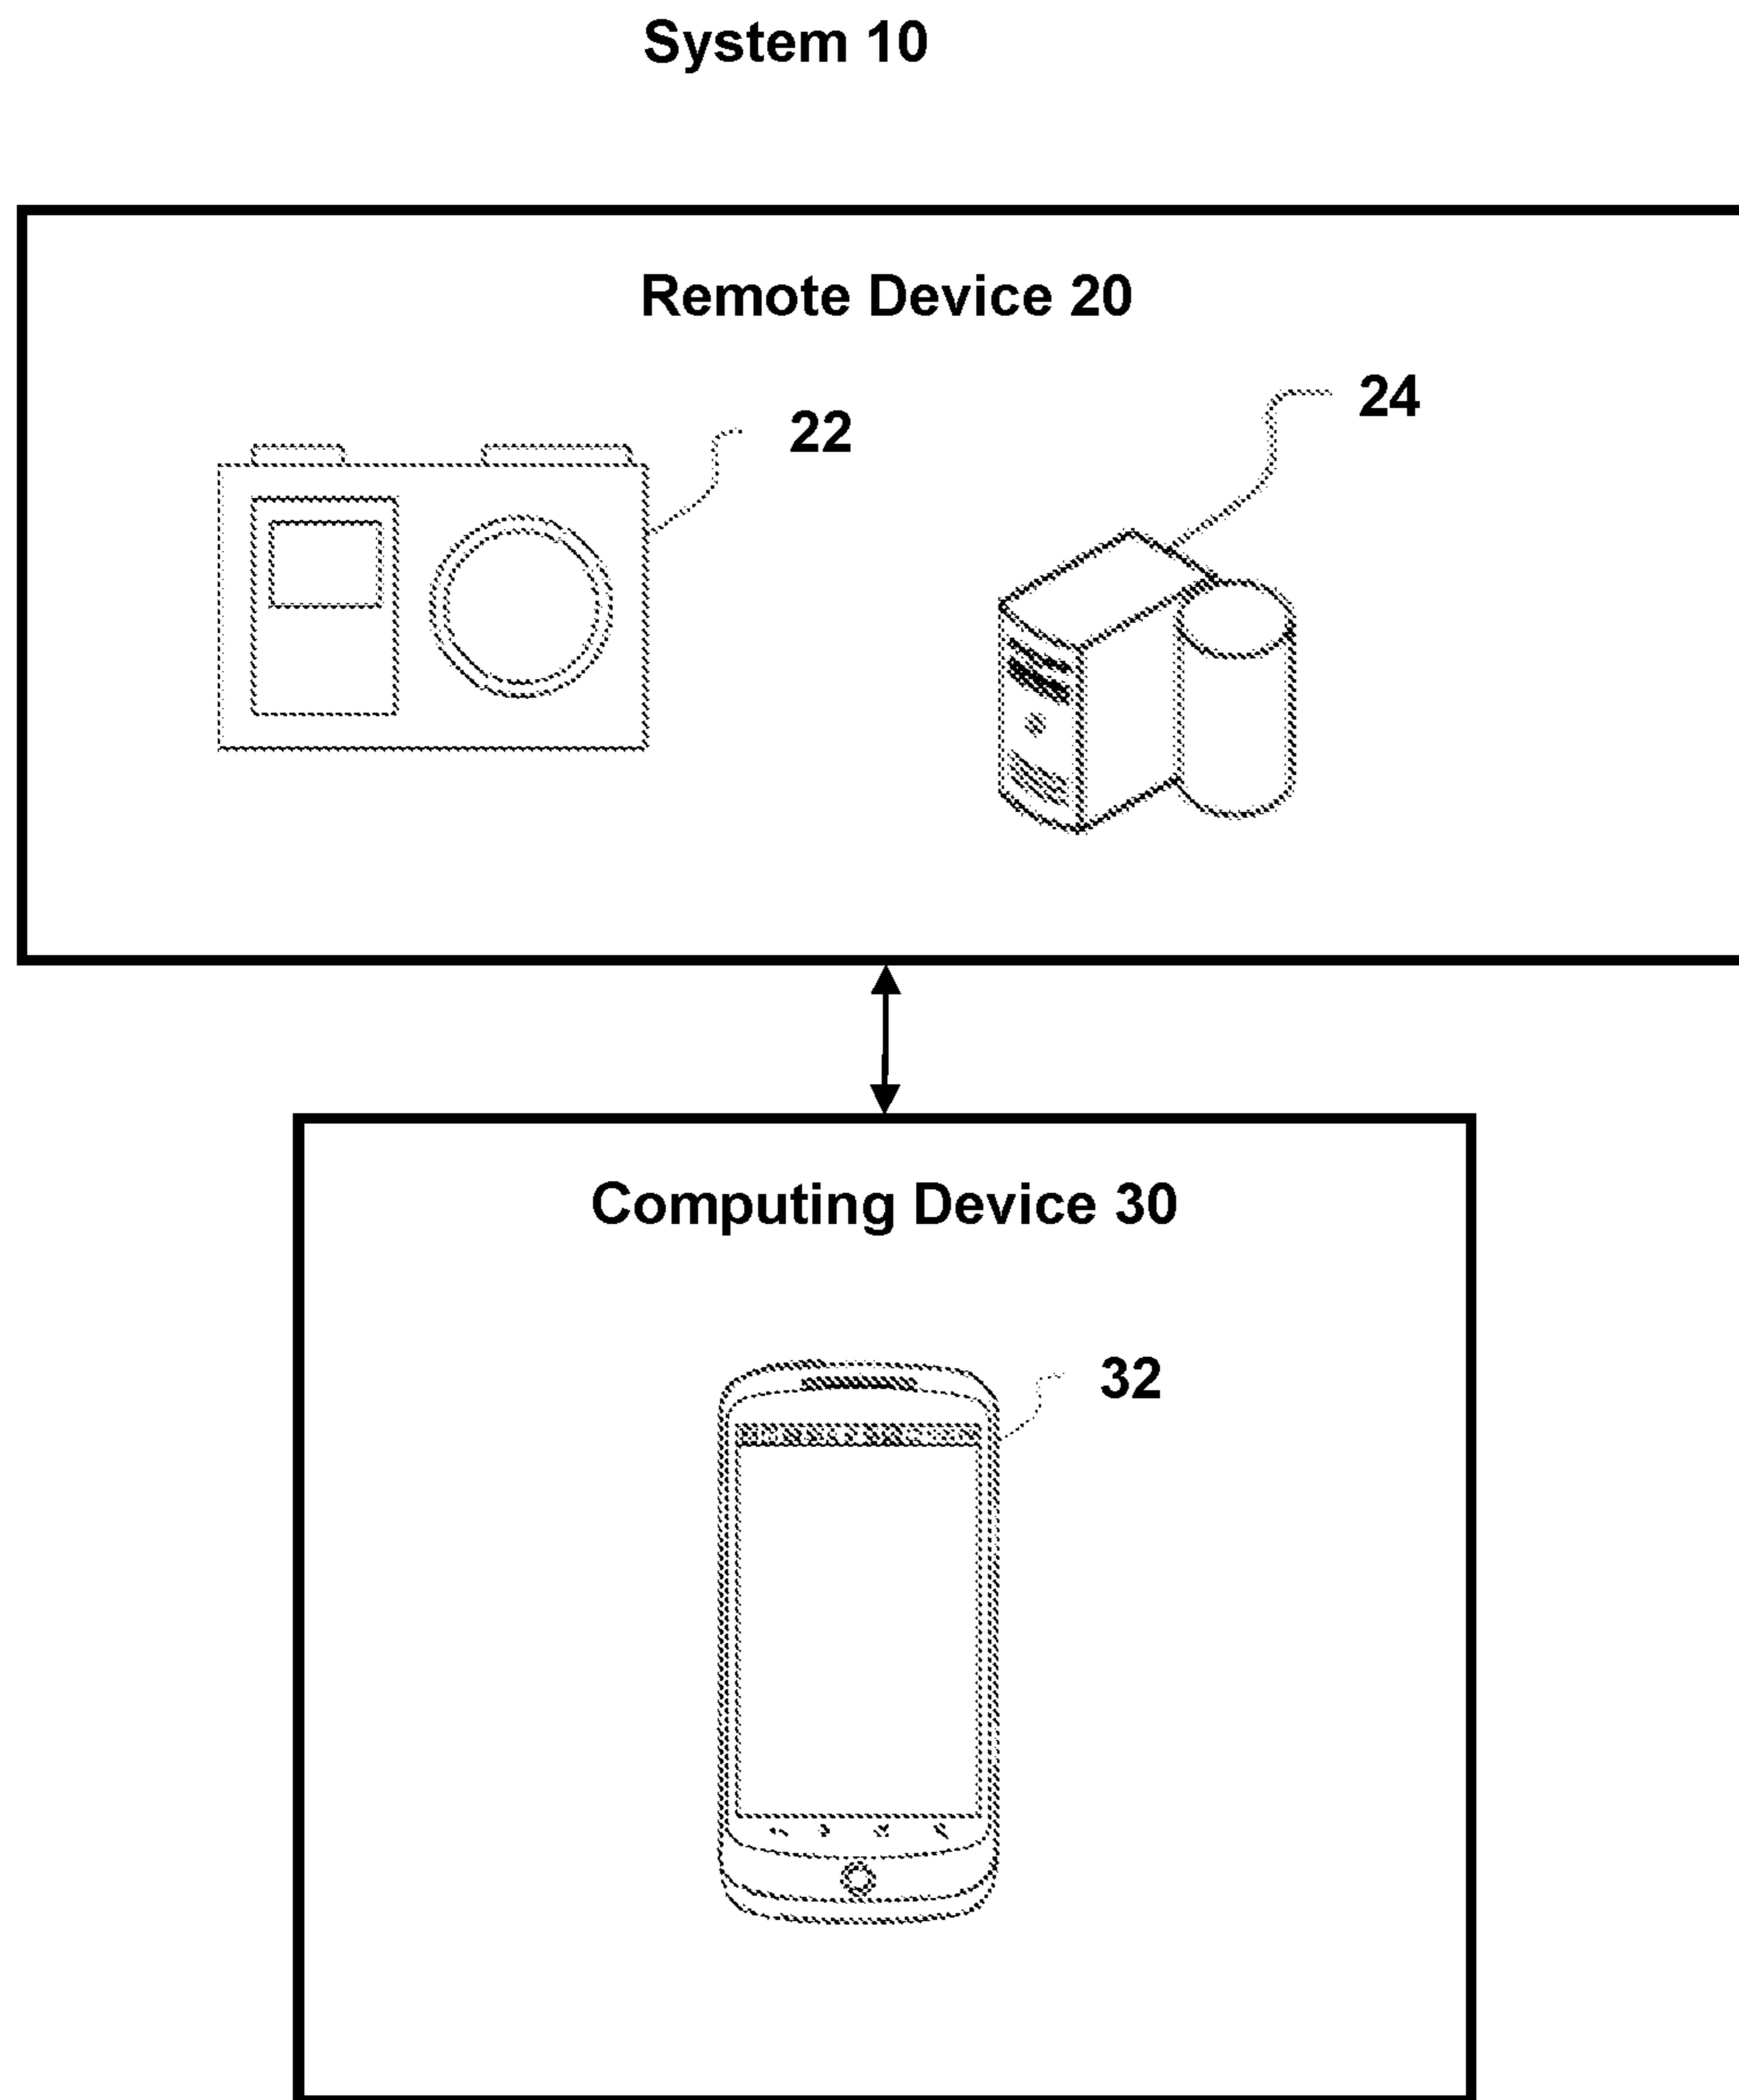 System 10
Remote Device 20
24
22
Computing Device 30
32